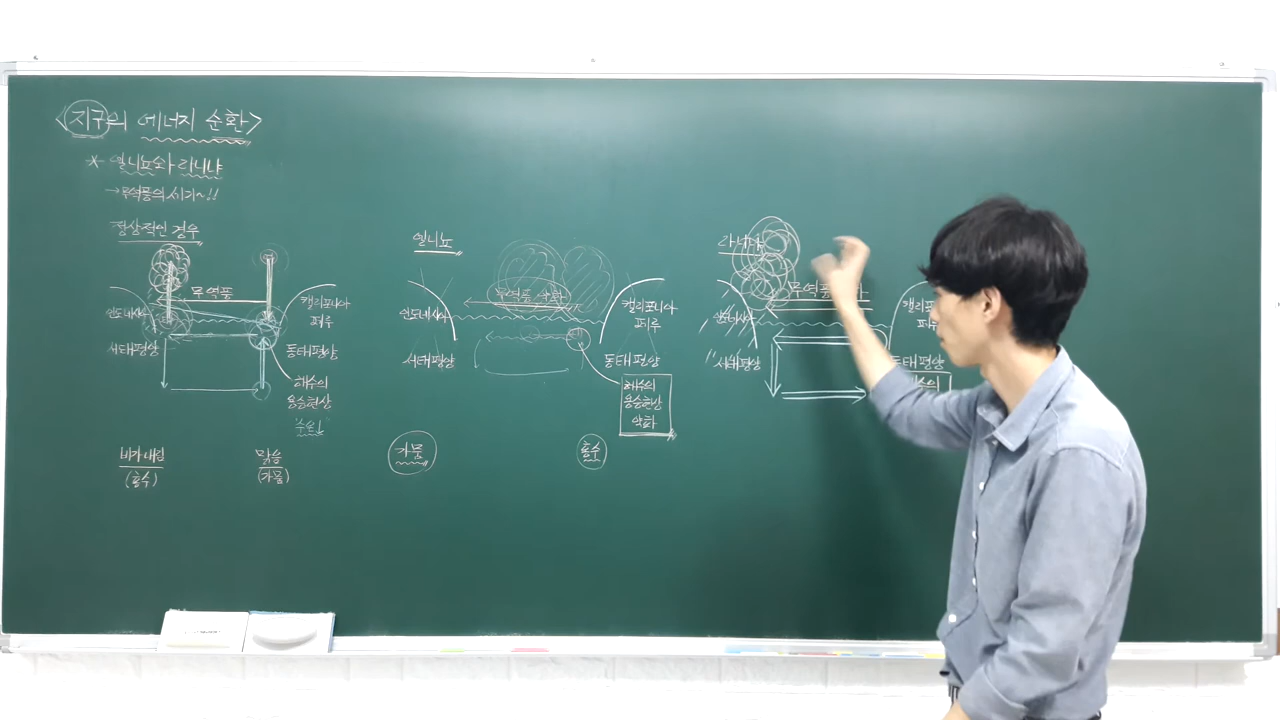 <지구의 에너지 순환>
* 엘니뇨와 라니냐
→ 무역풍의 세기~!!
정상적인 경우
무역풍
인도네시아
캘리포니아
페루
서태평양
동태평양
해수의
용승현상
수온↓
비가 내림
(홍수)
맑음
(가뭄)
엘니뇨
무역풍 약화
인도네시아
캘리포니아
페루
서태평양
동태평양
해수의
용승현상
약화
가뭄
홍수
라니냐
무역풍
인도네시아
서태평양
동태평양